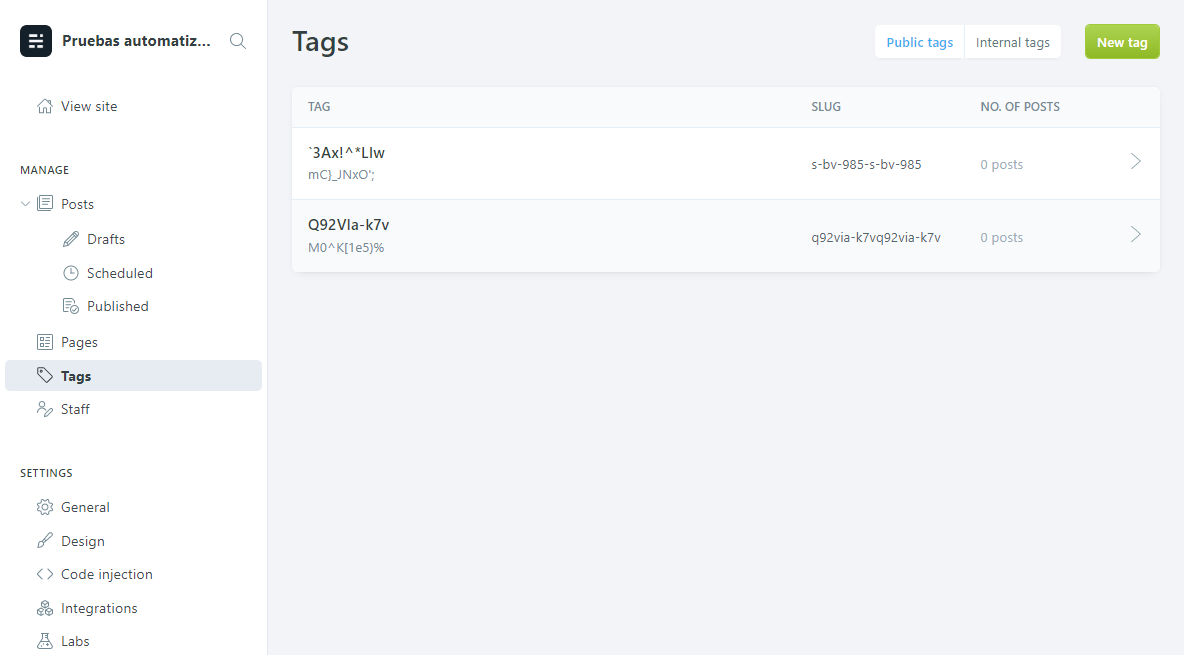 Pruebas automatiz...
View site
MANAGE
Posts
Drafts
Scheduled
Published
Pages
Tags
Staff
SETTINGS
General
Design
Code injection
Integrations
Labs
Tags
Public tags
Internal tags
New tag
TAG SLUG NO. OF POSTS
`3Ax!^*LIw
mC}_JNxO';
s-bv-985-s-bv-985
0 posts
Q92VIa-k7v
M0^K[1e5)%
q92via-k7vq92via-k7v
0 posts